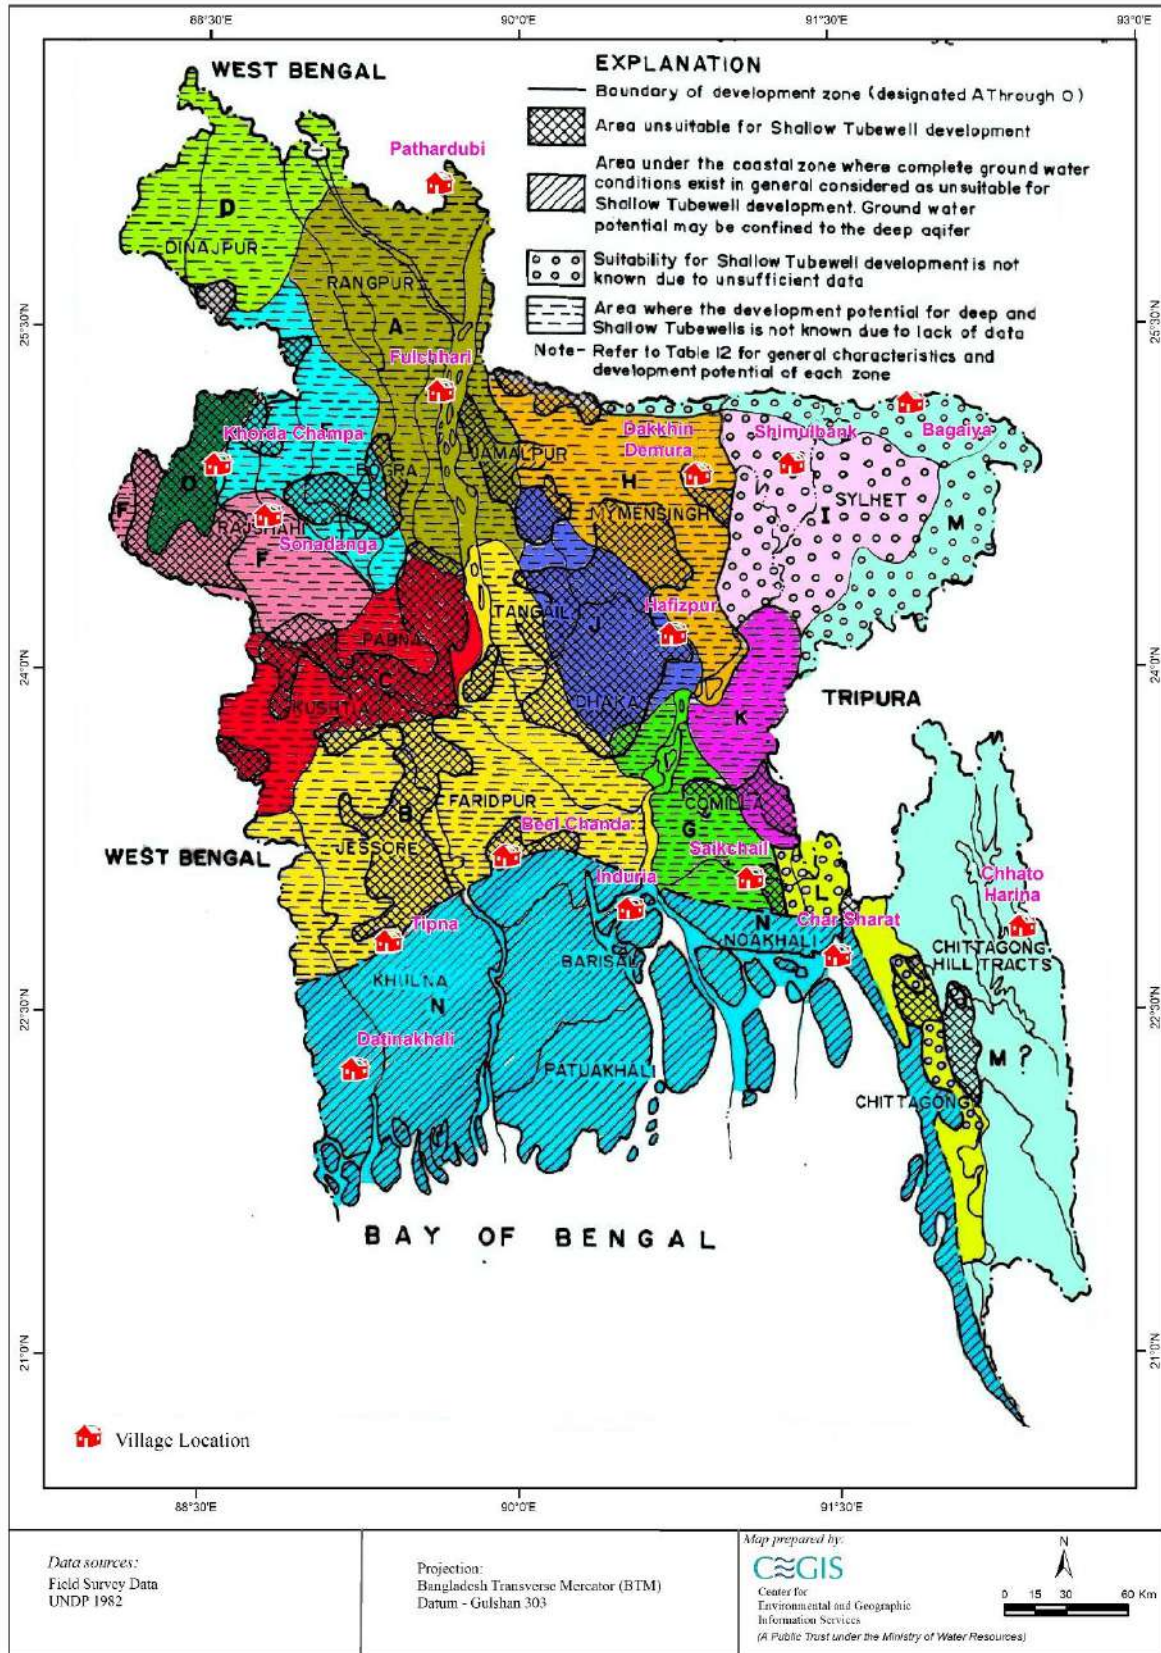 88°30'E 90°0'E 91°30'E 93°0'E
WEST BENGAL
EXPLANATION
Boundary of development zone (designated A Through O)
Area unsuitable for Shallow Tubewell development
Area under the coastal zone where complete ground water
conditions exist in general considered as unsuitable for
Shallow Tubewell development. Ground water
potential may be confined to the deep aqifer
Suitability for Shallow Tubewell development is not
known due to unsufficient data
Area where the development potential for deep and
Shallow Tubewells is not known due to lack of data
Note- Refer to Table 12 for general characteristics and
development potential of each zone
Pathardubi
D
DINAJPUR
RANGPUR
A
25°30'N 25°30'N
Fulchhari
Khorda Champa
Dakkhin
Demura
Shimulbank
Bagaiya
BOGRA
JAMALPUR
H
SYLHET
O
F
MYMENSINGH
I
M
RAJSHAHI
Sonadanga
F
TANGAIL
Hafizpur
J
PABNA
24°0'N 24°0'N
C
KUSHTIA
DHAKA
K
TRIPURA
B
FARIDPUR
COMILLA
G
JESSORE
Beel Chanda
Saikchail
WEST BENGAL
Induria
L
Chhato
Harina
Tipna
N
Char Sharat
NOAKHALI
CHITTAGONG
HILL TRACTS
KHULNA
BARISAL
22°30'N 22°30'N
N
Datinakhali
PATUAKHALI
M ?
CHITTAGONG
BAY OF BENGAL
21°0'N 21°0'N
Village Location
88°30'E 90°0'E 91°30'E
Data sources:
Field Survey Data
UNDP 1982
Projection:
Bangladesh Transverse Mercator (BTM)
Datum - Gulshan 303
Map prepared by:
CEGIS
Center for
Environmental and Geographic
Information Services
(A Public Trust under the Ministry of Water Resources)
N
0 15 30 60 Km